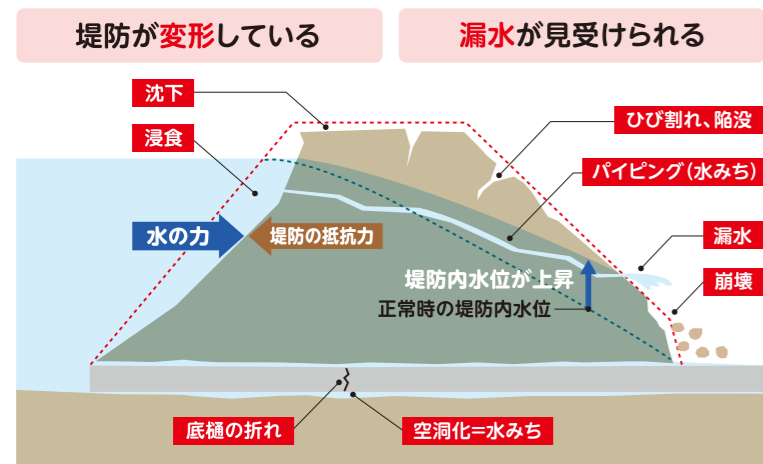 堤防が変形している
漏水が見受けられる
沈下
浸食
ひび割れ、陥没
パイピング（水みち）
水の力
堤防の抵抗力
漏水
堤防内水位が上昇
崩壊
正常時の堤防内水位
底樋の折れ
空洞化＝水みち